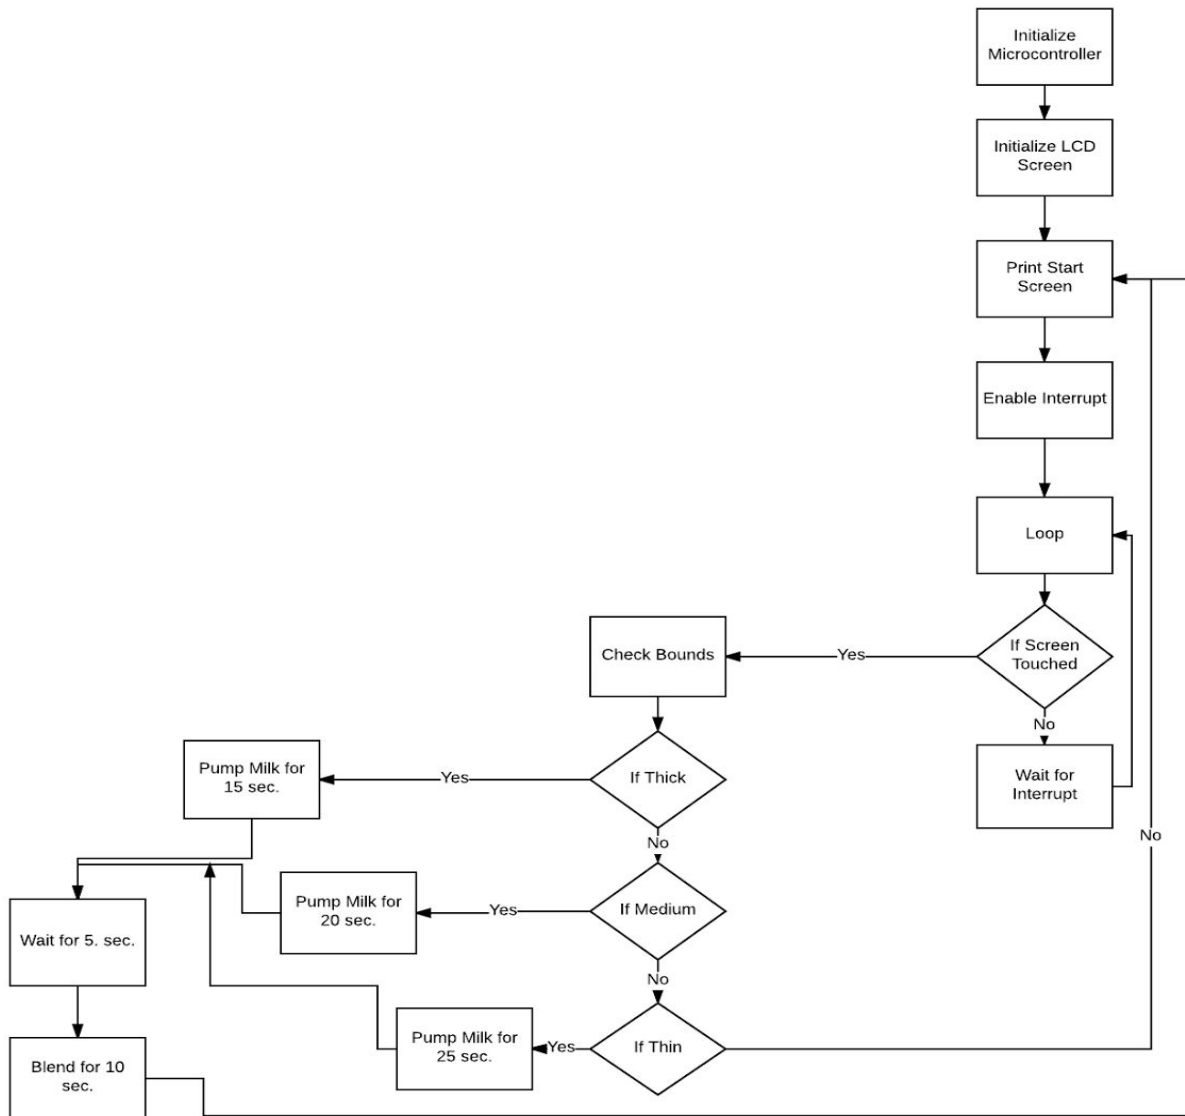 Initialize
Microcontroller
Initialize LCD
Screen
Print Start
Screen
Enable Interrupt
Loop
If Screen
Touched
Yes
No
Check Bounds
Wait for
Interrupt
If Thick
Yes
Pump Milk for
15 sec.
No
No
If Medium
Yes
Pump Milk for
20 sec.
Wait for 5. sec.
No
If Thin
Yes
Pump Milk for
25 sec.
Blend for 10
sec.